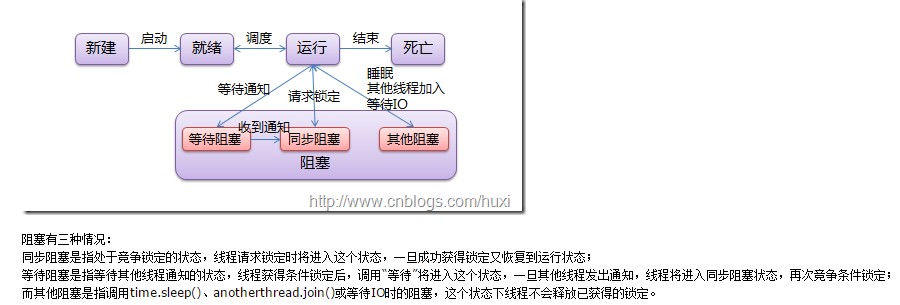 新建
启动
就绪
调度
运行
结束
死亡
等待通知
请求锁定
睡眠
其他线程加入
等待IO
收到通知
等待阻塞
同步阻塞
其他阻塞
阻塞
http://www.cnblogs.com/huxi
阻塞有三种情况：
同步阻塞是指处于竞争锁定的状态，线程请求锁定时将进入这个状态，一旦成功获得锁定又恢复到运行状态；
等待阻塞是指等待其他线程通知的状态，线程获得条件锁定后，调用“等待”将进入这个状态，一旦其他线程发出通知，线程将进入同步阻塞状态，再次竞争条件锁定；
而其他阻塞是指调用time.sleep()、anotherthread.join()或等待IO时的阻塞，这个状态下线程不会释放已获得的锁定。